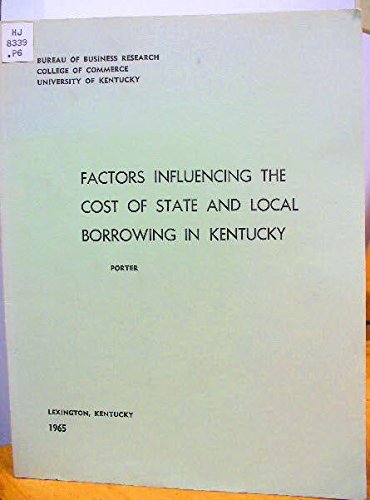 HJ
8339
.P6
BUREAU OF BUSINESS RESEARCH
COLLEGE OF COMMERCE
UNIVERSITY OF KENTUCKY
FACTORS INFLUENCING THE
COST OF STATE AND LOCAL
BORROWING IN KENTUCKY
PORTER
LEXINGTON, KENTUCKY
1965